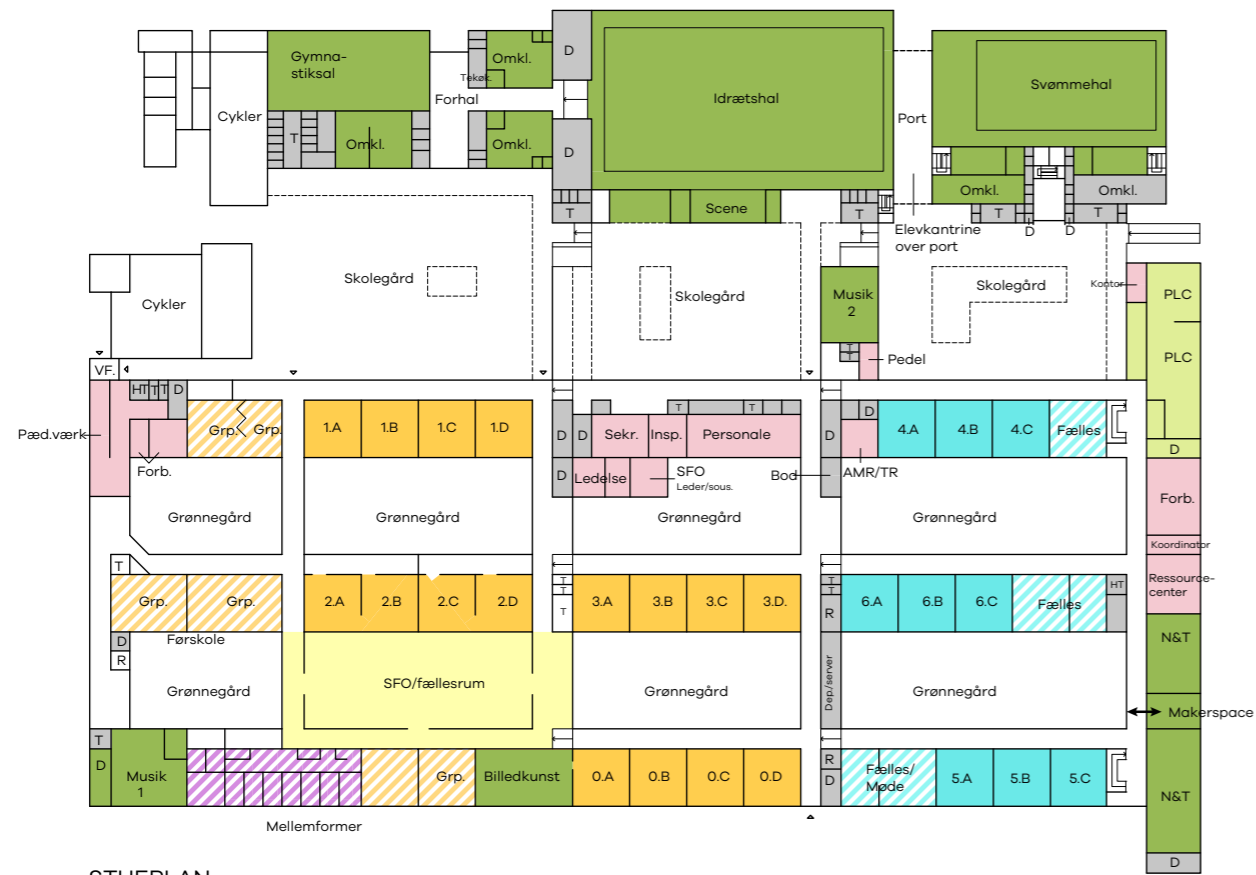 Gymna-
stiksal
Omkl.
D
Tekøk.
Forhal
Cykler
T
Omkl.
Omkl.
D
Idrætshal
Port
Svømmehal
Omkl.
Omkl.
T
Scene
T
T
T
D
D
Elevkantrine
over port
Skolegård
Skolegård
Skolegård
Kontor
PLC
Musik
2
Cykler
PLC
T
T
Pedel
VF.
HT
T
T
D
Pæd.værk
Grp.
Grp.
1.A
1.B
1.C
1.D
D
D
Sekr.
Insp.
Personale
T
T
D
D
4.A
4.B
4.C
Fælles
D
Forb.
D
Ledelse
SFO
Leder/sous.
Bod
AMR/TR
Forb.
Grønnegård
Grønnegård
Grønnegård
Grønnegård
Koordinator
T
Ressource-
center
Grp.
Grp.
2.A
2.B
2.C
2.D
T
T
T
3.A
3.B
3.C
3.D.
T
T
R
6.A
6.B
6.C
Fælles
HT
D
Førskole
R
N&T
Grønnegård
SFO/fællesrum
Grønnegård
Dep/server
Grønnegård
Makerspace
T
D
Musik
1
Grp.
Billedkunst
0.A
0.B
0.C
0.D
R
D
Fælles/
Møde
5.A
5.B
5.C
N&T
Mellemformer
D
STUEPLAN